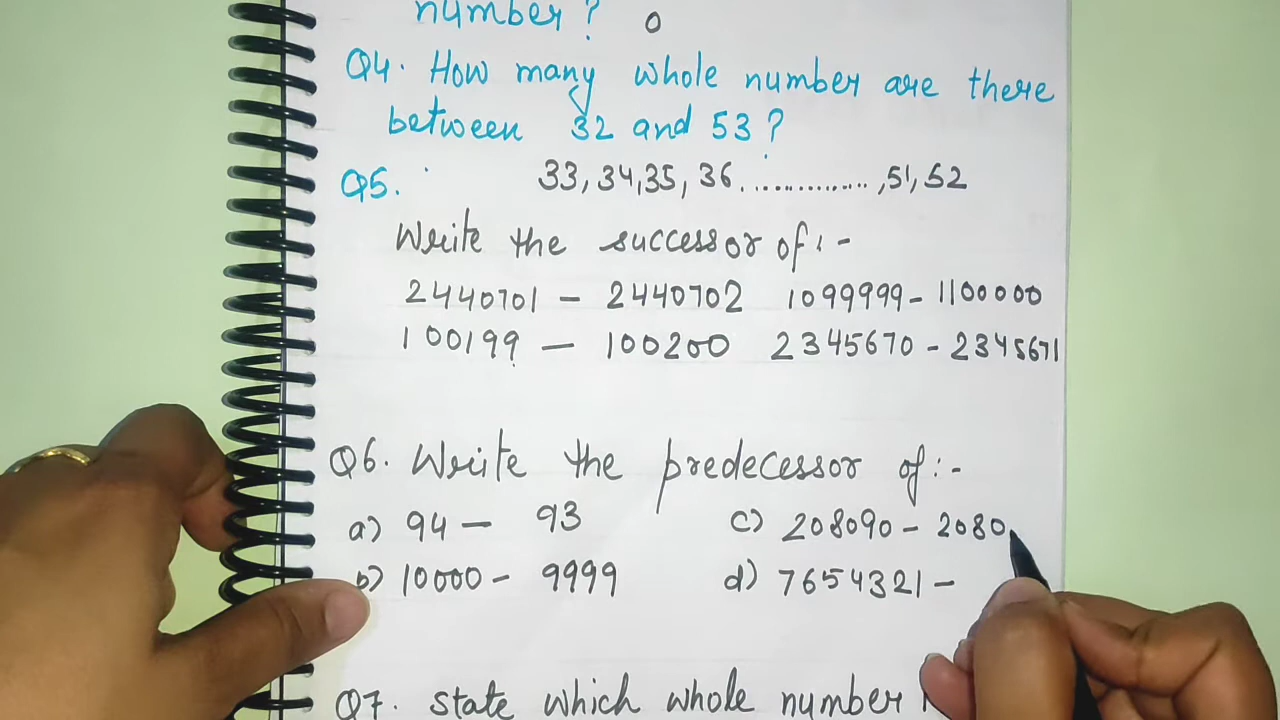 number? 0
Q4. How many whole number are there
between 32 and 53?
Q5. 33, 34, 35, 36..............., 51, 52
Write the successor of:-
2440701 - 2440702 1099999 - 1100000
100199 - 100200 2345670 - 2345671
Q6. Write the predecessor of:-
a) 94 - 93 c) 208090 - 2080
b) 10000 - 9999 d) 7654321 -
Q7. state which whole number